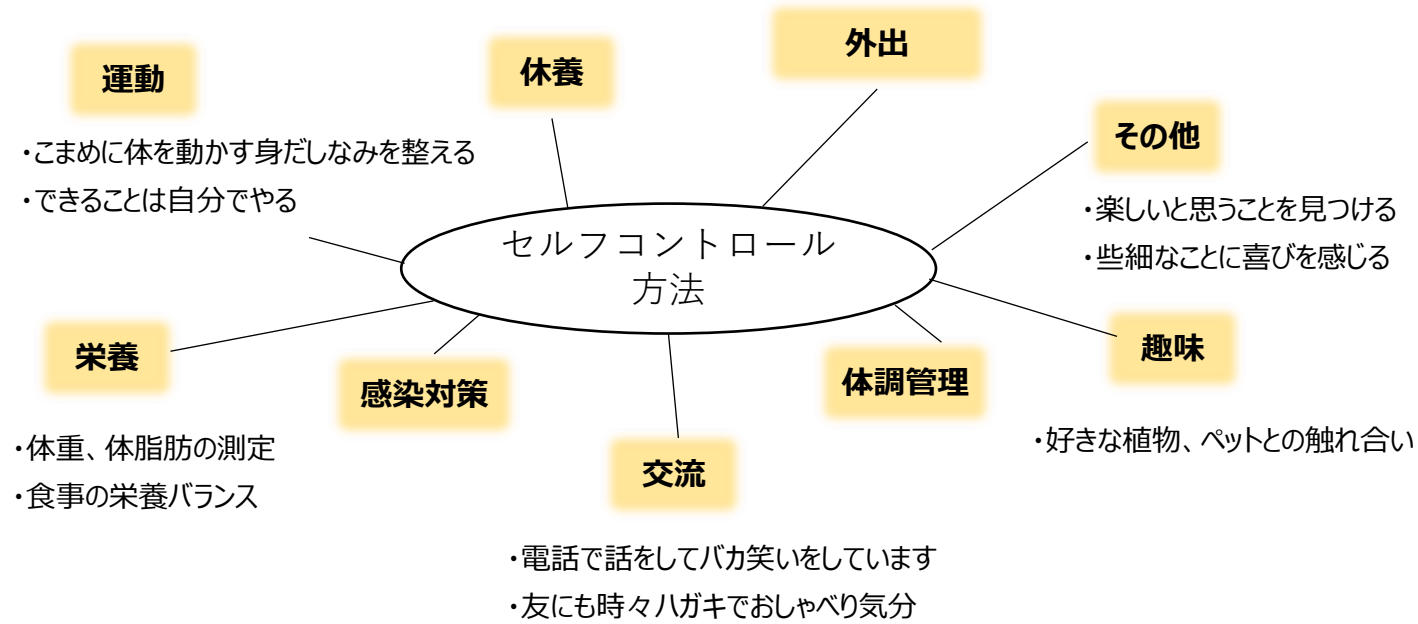 外出
休養
運動
その他
・こまめに体を動かす身だしなみを整える
・できることは自分でやる
・楽しいと思うことを見つける
・些細なことに喜びを感じる
セルフコントロール
方法
栄養
感染対策
体調管理
趣味
・体重、体脂肪の測定
・食事の栄養バランス
・好きな植物、ペットとの触れ合い
交流
・電話で話をしてバカ笑いをしています
・友にも時々ハガキでおしゃべり気分